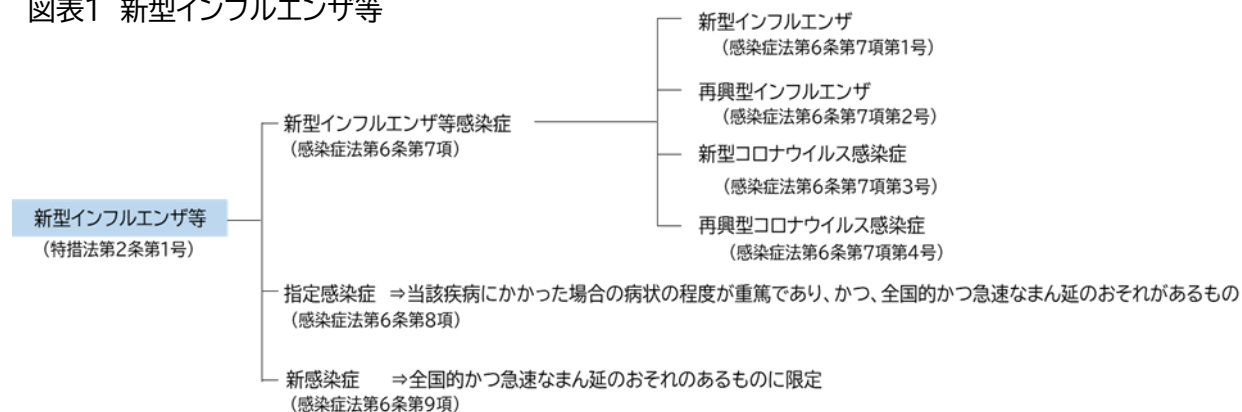 図表1 新型インフルエンザ等
新型インフルエンザ
（感染症法第6条第7項第1号）
再興型インフルエンザ
（感染症法第6条第7項第2号）
新型インフルエンザ等感染症
（感染症法第6条第7項）
新型コロナウイルス感染症
（感染症法第6条第7項第3号）
新型インフルエンザ等
（特措法第2条第1号）
再興型コロナウイルス感染症
（感染症法第6条第7項第4号）
指定感染症 ⇒当該疾病にかかった場合の病状の程度が重篤であり、かつ、全国的かつ急速なまん延のおそれがあるもの
（感染症法第6条第8項）
新感染症 ⇒全国的かつ急速なまん延のおそれのあるものに限定
（感染症法第6条第9項）